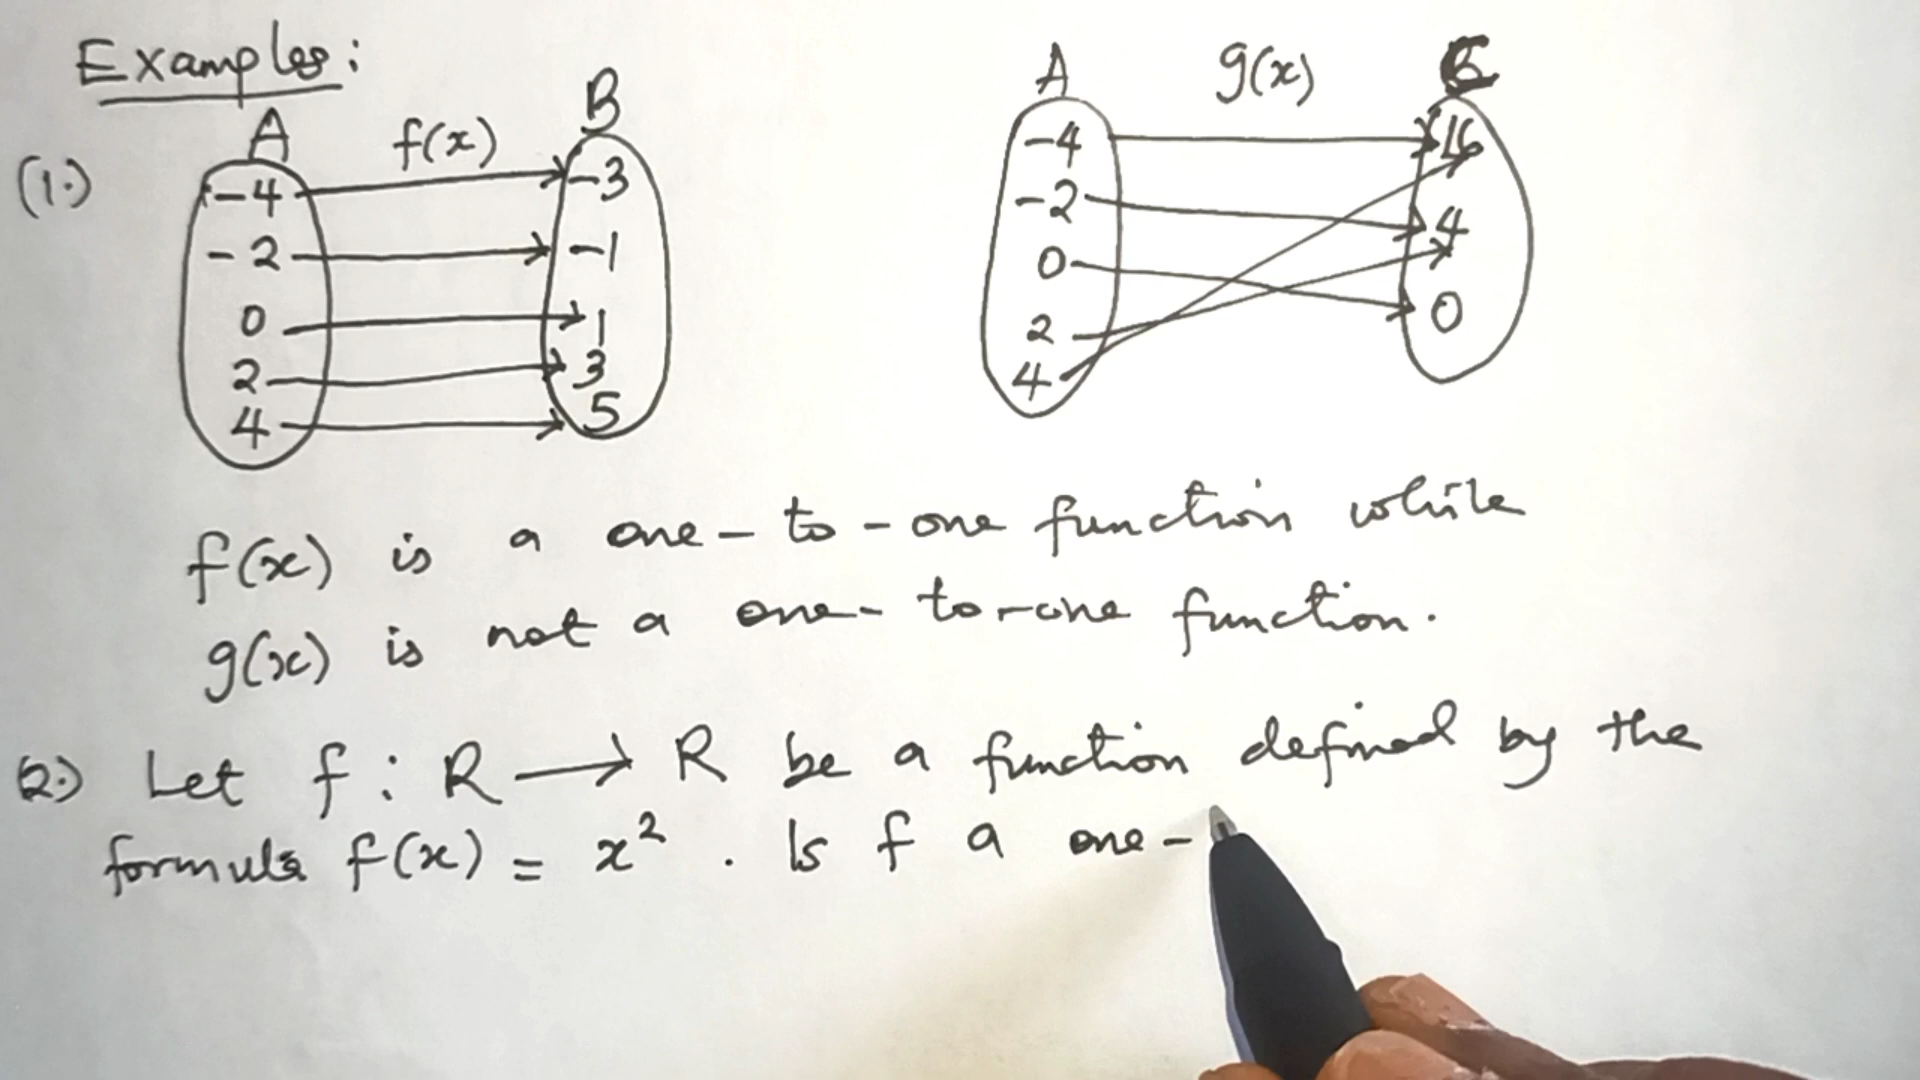 Examples:
(1.)
A f(x) B
-4 -3
-2 -1
0 1
2 3
4 5
A g(x)
-4 16
-2 4
0 0
2
4
f(x) is a one-to-one function while
g(x) is not a one-to-one function.
2.) Let f: R → R be a function defined by the
formula f(x) = x². Is f a one-